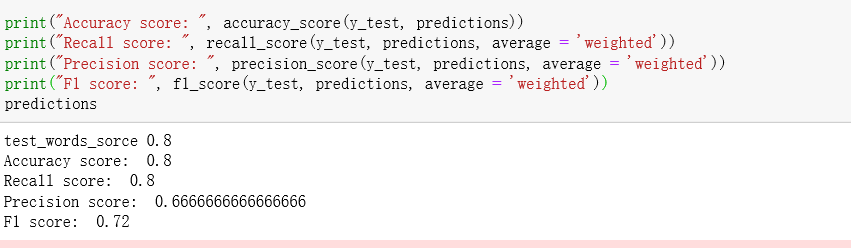 print("Accuracy score: ", accuracy_score(y_test, predictions))
print("Recall score: ", recall_score(y_test, predictions, average = 'weighted'))
print("Precision score: ", precision_score(y_test, predictions, average = 'weighted'))
print("F1 score: ", f1_score(y_test, predictions, average = 'weighted'))
predictions
test_words_sorce 0.8
Accuracy score:  0.8
Recall score:  0.8
Precision score:  0.6666666666666666
F1 score:  0.72